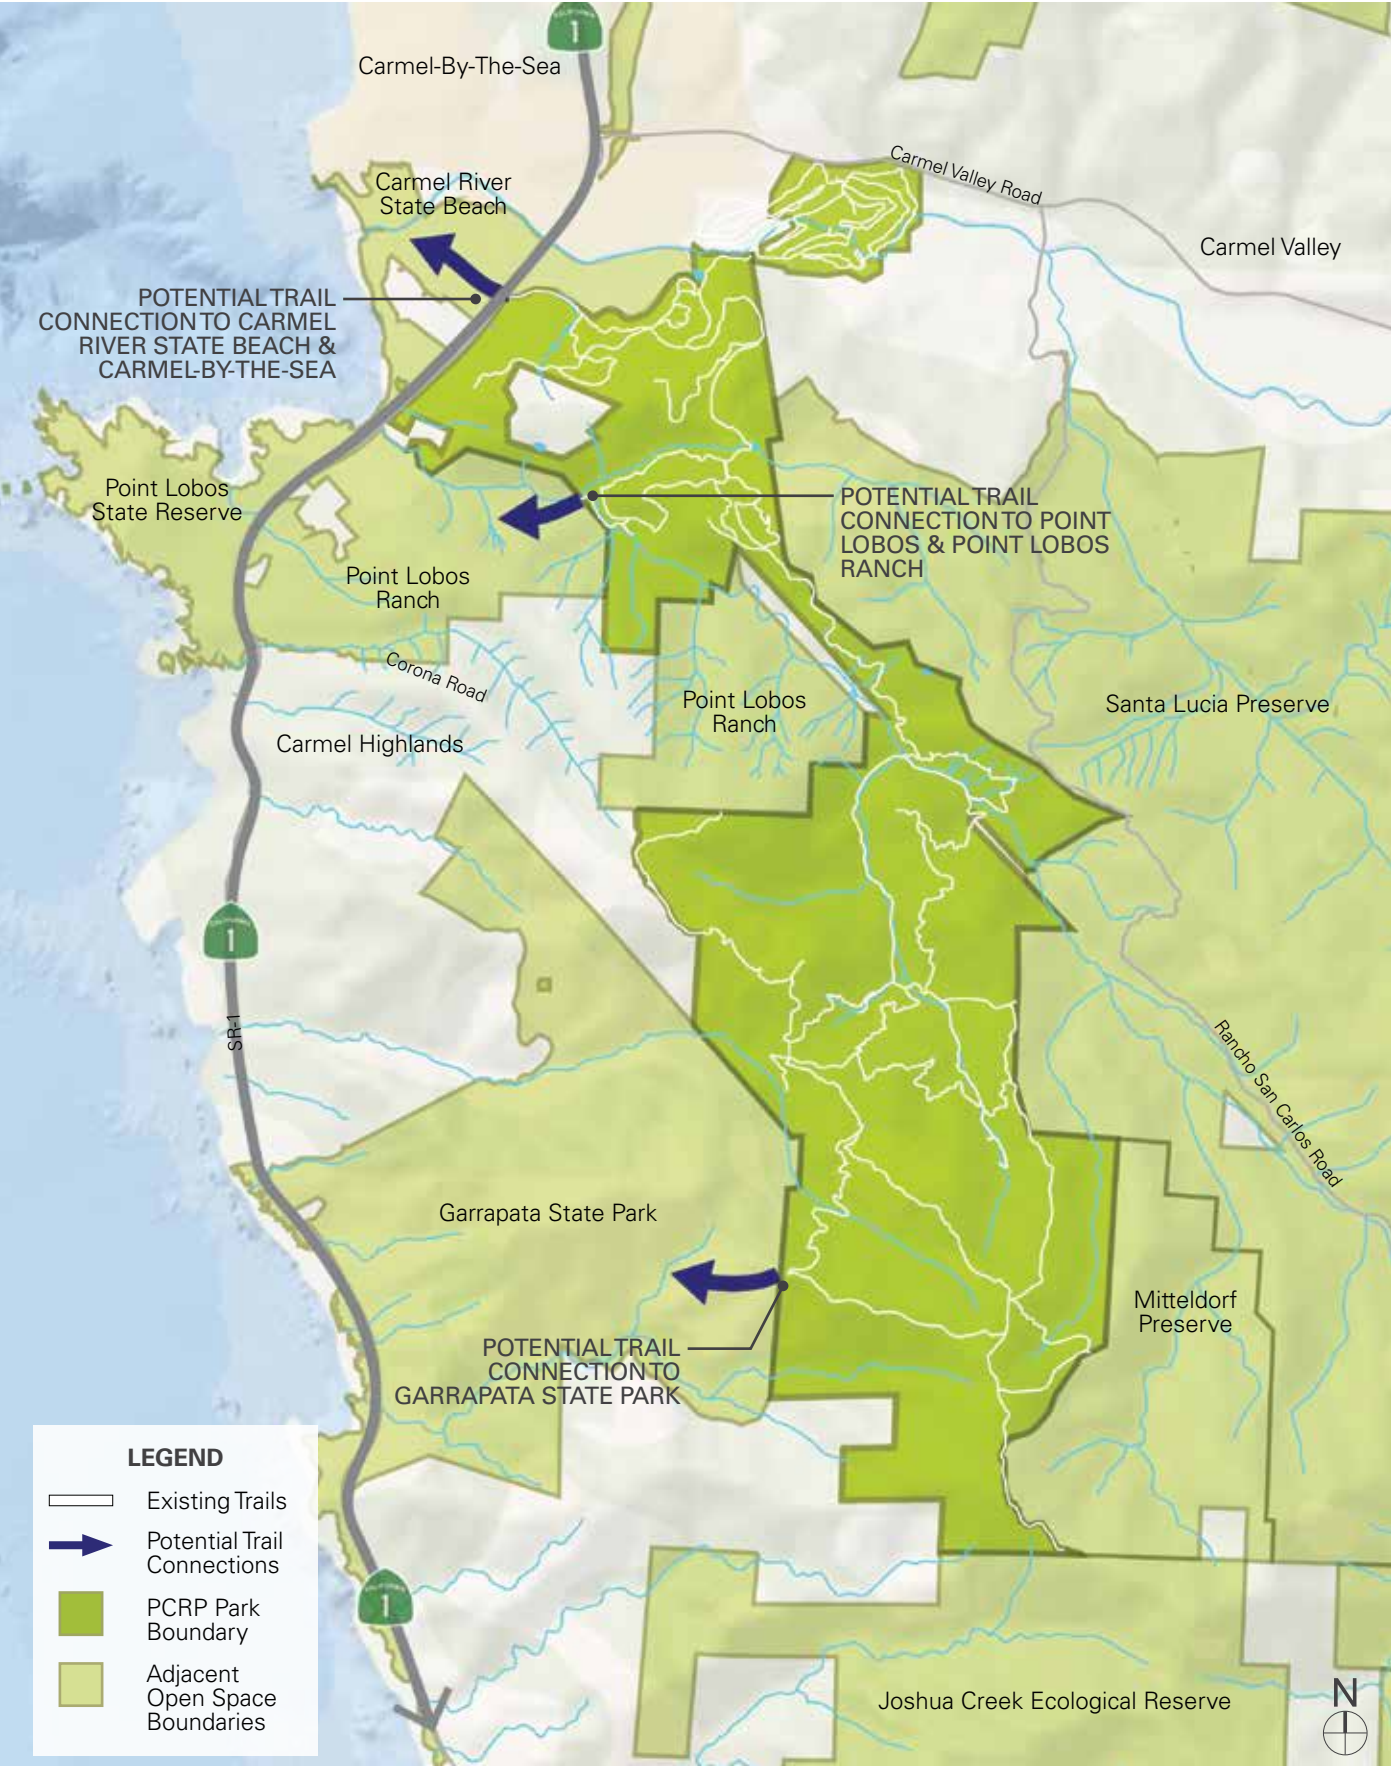 1
Carmel-By-The-Sea
Carmel Valley Road
Carmel River
State Beach
Carmel Valley
POTENTIAL TRAIL
CONNECTION TO CARMEL
RIVER STATE BEACH &
CARMEL-BY-THE-SEA
Point Lobos
State Reserve
POTENTIAL TRAIL
CONNECTION TO POINT
LOBOS & POINT LOBOS
RANCH
Point Lobos
Ranch
Corona Road
Point Lobos
Ranch
Santa Lucia Preserve
Carmel Highlands
1
SR-1
Rancho San Carlos Road
Garrapata State Park
Mitteldorf
Preserve
POTENTIAL TRAIL
CONNECTION TO
GARRAPATA STATE PARK
LEGEND
Existing Trails
Potential Trail
Connections
PCRP Park
Boundary
Adjacent
Open Space
Boundaries
1
Joshua Creek Ecological Reserve
N